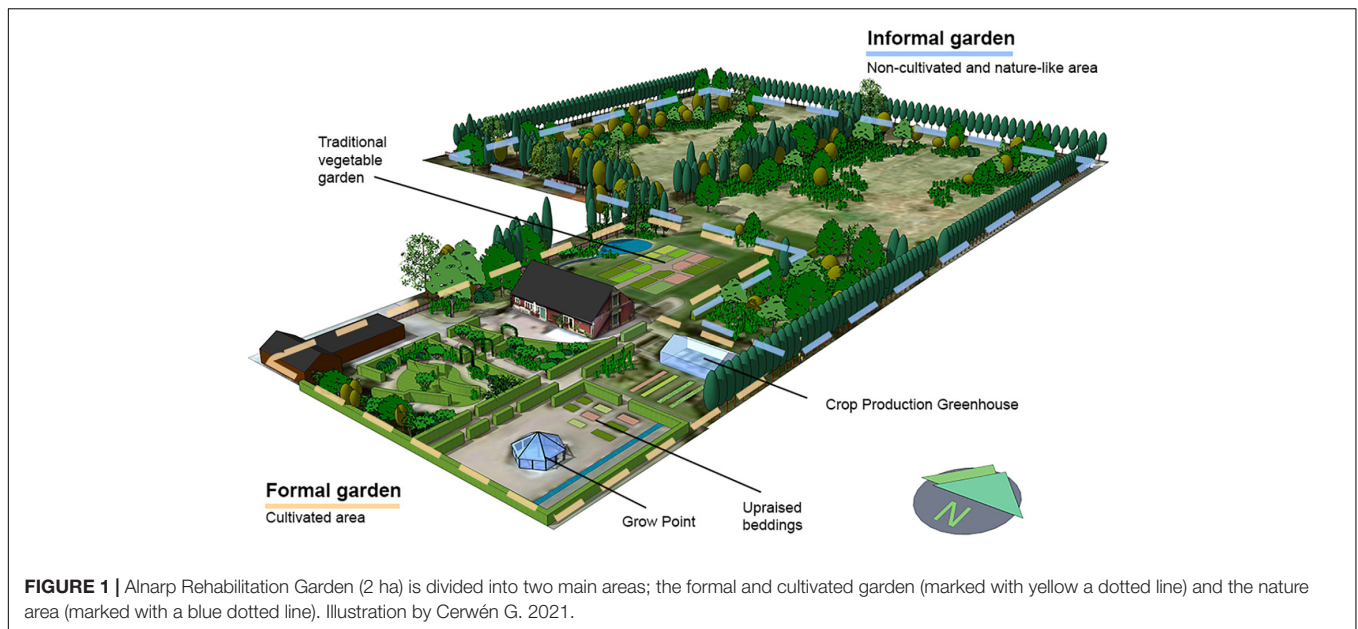 Informal garden
Non-cultivated and nature-like area
Traditional
vegetable
garden
Crop Production Greenhouse
Formal garden
Cultivated area
Grow Point
Upraised
beddings
N
FIGURE 1 | Alnarp Rehabilitation Garden (2 ha) is divided into two main areas; the formal and cultivated garden (marked with yellow a dotted line) and the nature
area (marked with a blue dotted line). Illustration by Cerwén G. 2021.